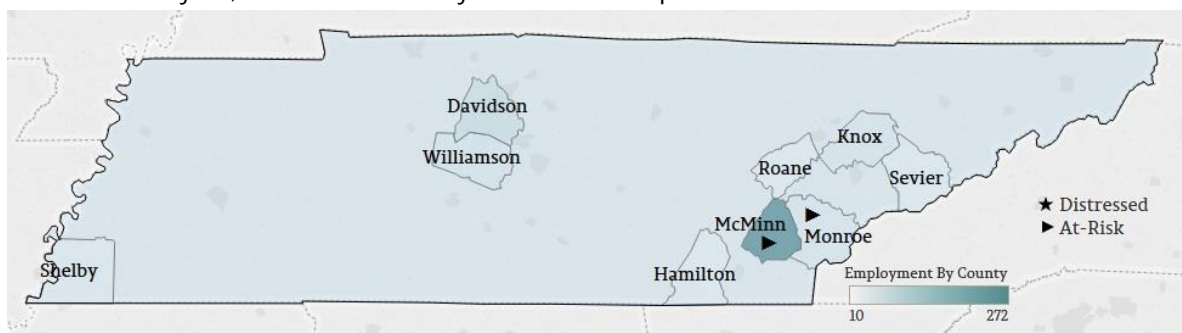 Davidson
Williamson
Knox
Roane
Sevier
McMinn
Monroe
Hamilton
Shelby
★ Distressed
► At-Risk
Employment By County
10 272